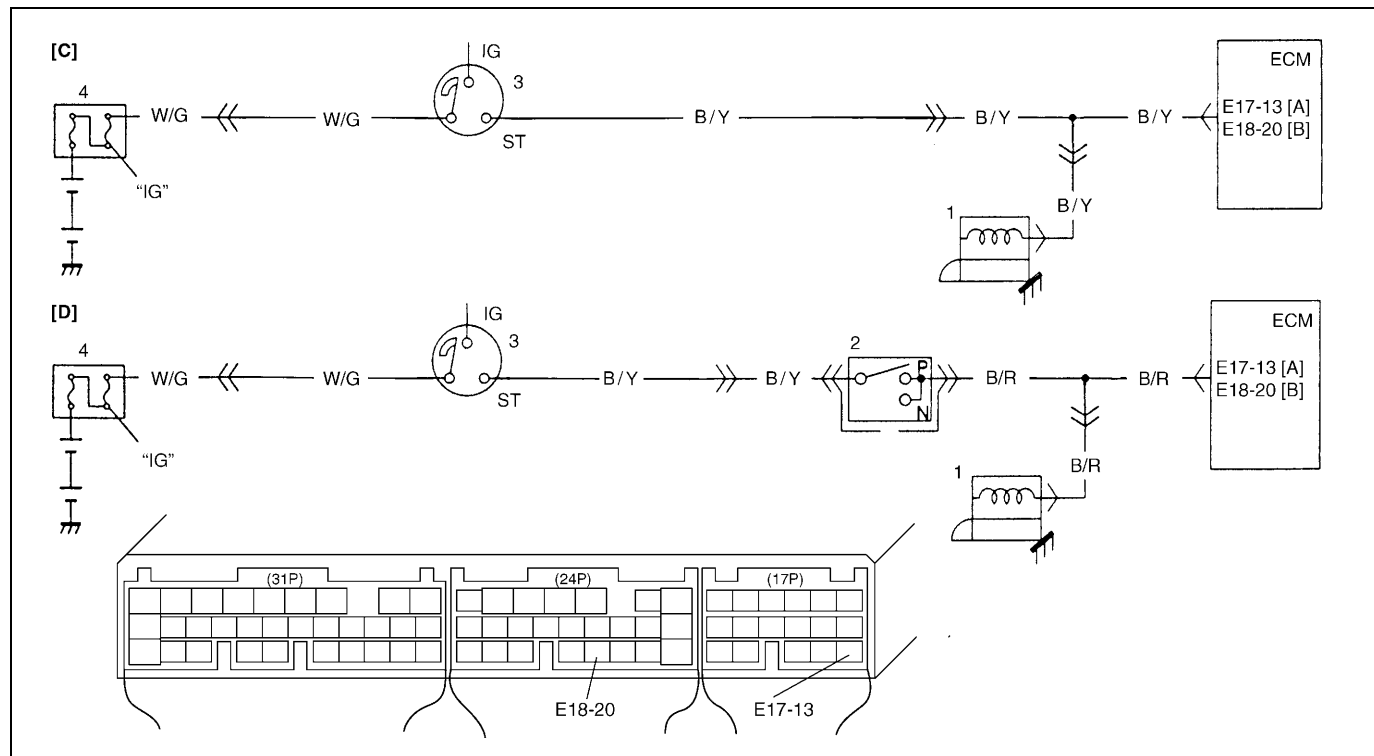 [C]
4
W/G
W/G
IG
3
ST
B/Y
B/Y
B/Y
ECM
E17-13 [A]
E18-20 [B]
"IG"
B/Y
1
[D]
4
W/G
W/G
IG
3
ST
B/Y
B/Y
2
P
N
B/R
B/R
ECM
E17-13 [A]
E18-20 [B]
"IG"
B/R
1
(31P)
(24P)
(17P)
E18-20
E17-13